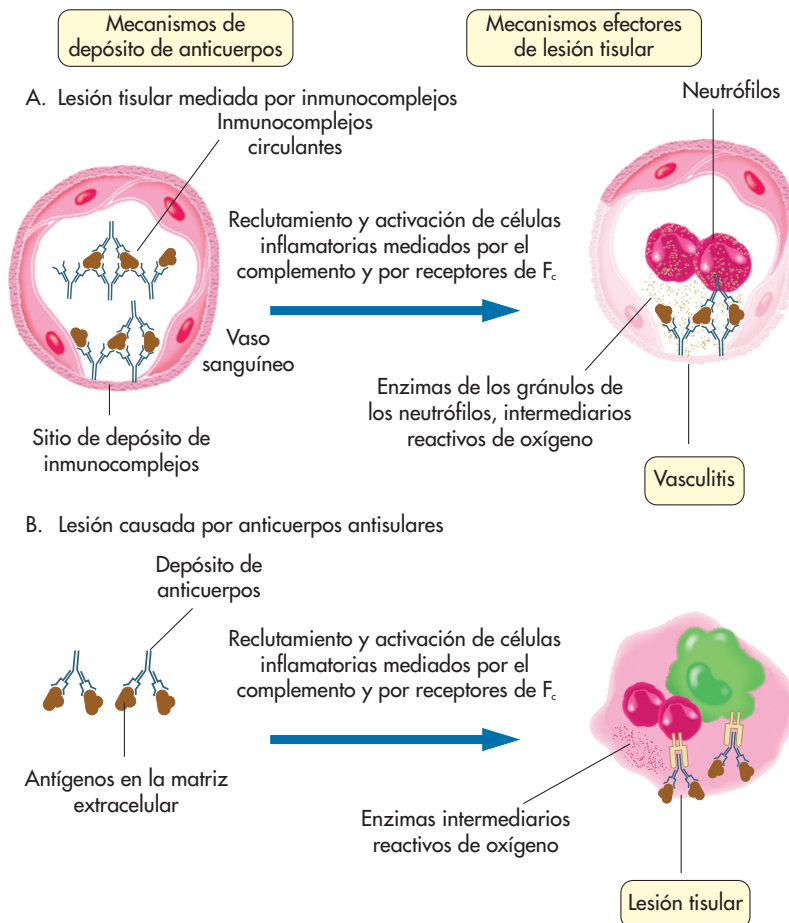 Mecanismos de
depósito de anticuerpos
Mecanismos efectores
de lesión tisular
A. Lesión tisular mediada por inmunocomplejos
Inmunocomplejos
circulantes
Neutrófilos
Reclutamiento y activación de células
inflamatorias mediados por el
complemento y por receptores de Fc
Vaso
sanguíneo
Sitio de depósito de
inmunocomplejos
Enzimas de los gránulos de
los neutrófilos, intermediarios
reactivos de oxígeno
Vasculitis
B. Lesión causada por anticuerpos antisulares
Depósito de
anticuerpos
Reclutamiento y activación de células
inflamatorias mediados por el
complemento y por receptores de Fc
Antígenos en la matriz
extracelular
Enzimas intermediarios
reactivos de oxígeno
Lesión tisular